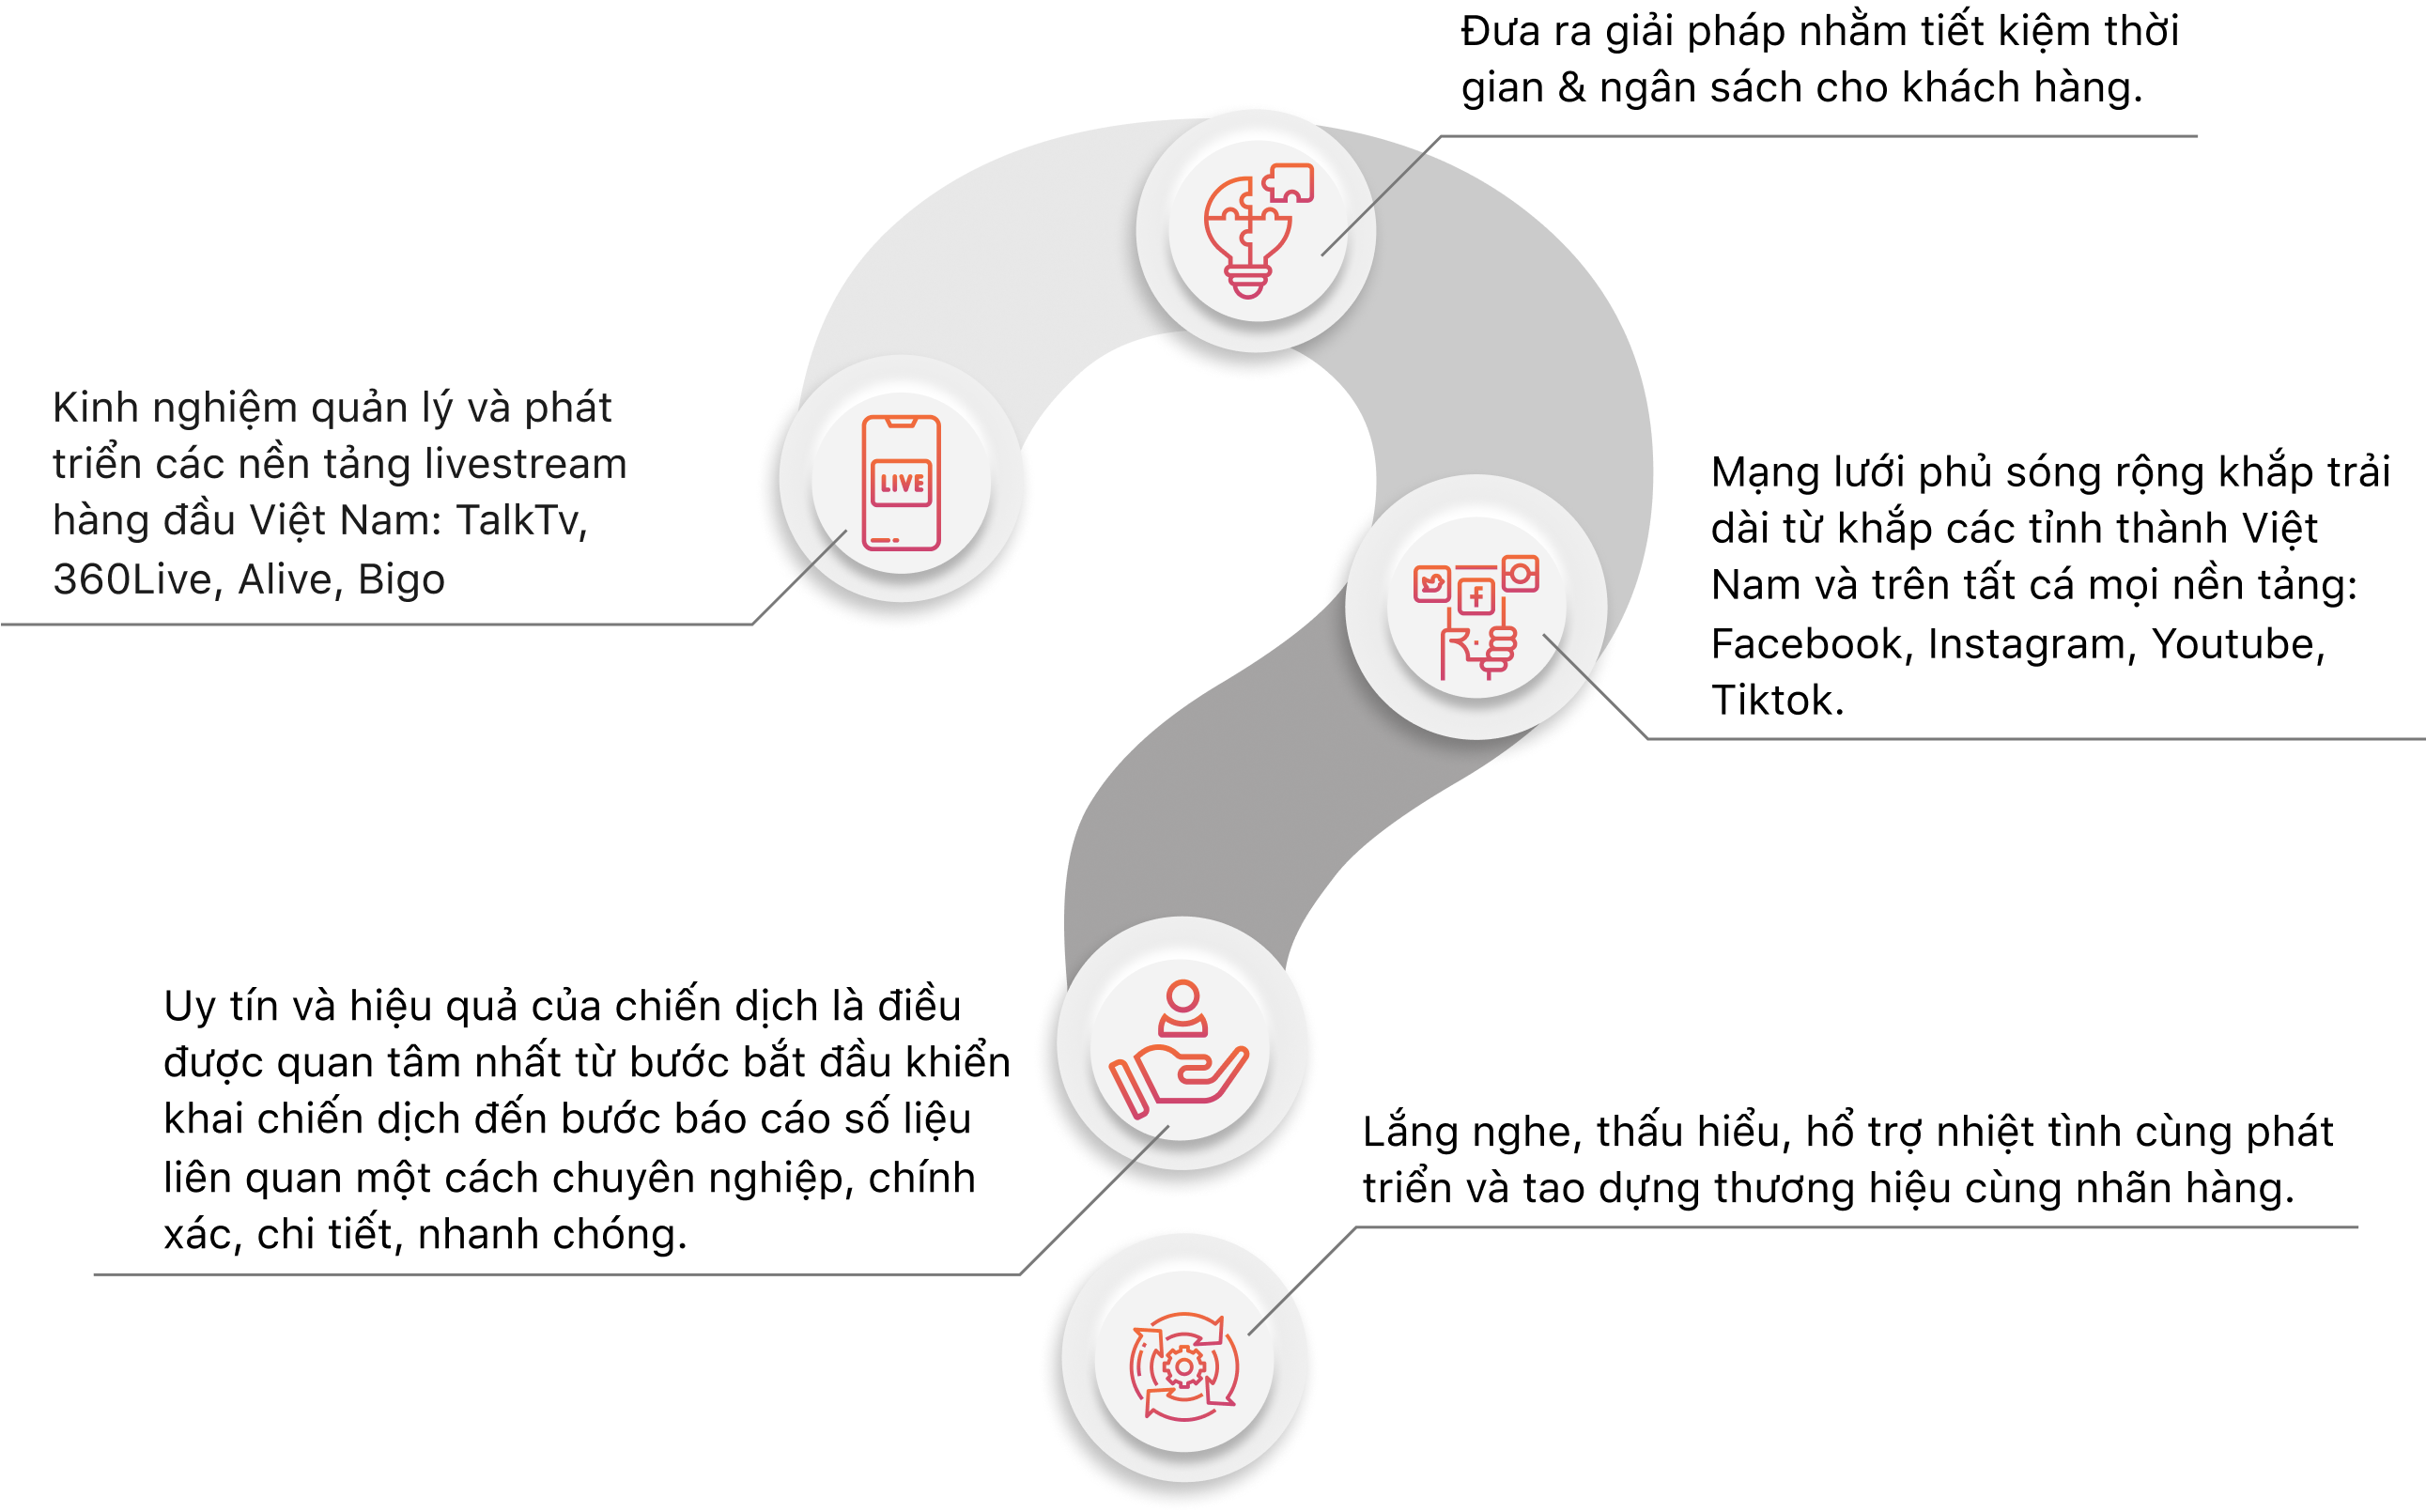 Đưa ra giải pháp nhằm tiết kiệm thời
gian & ngân sách cho khách hàng.
Kinh nghiệm quản lý và phát
triển các nền tảng livestream
hàng đầu Việt Nam: TalkTv,
360Live, Alive, Bigo
LIVE
Mạng lưới phủ sóng rộng khắp trải
dài từ khắp các tỉnh thành Việt
Nam và trên tất cá mọi nền tảng:
Facebook, Instagram, Youtube,
Tiktok.
f
Uy tín và hiệu quả của chiến dịch là điều
được quan tâm nhất từ bước bắt đầu khiển
khai chiến dịch đến bước báo cáo số liệu
liên quan một cách chuyên nghiệp, chính
xác, chi tiết, nhanh chóng.
Lắng nghe, thấu hiểu, hổ trợ nhiệt tình cùng phát
triển và tao dựng thương hiệu cùng nhãn hàng.